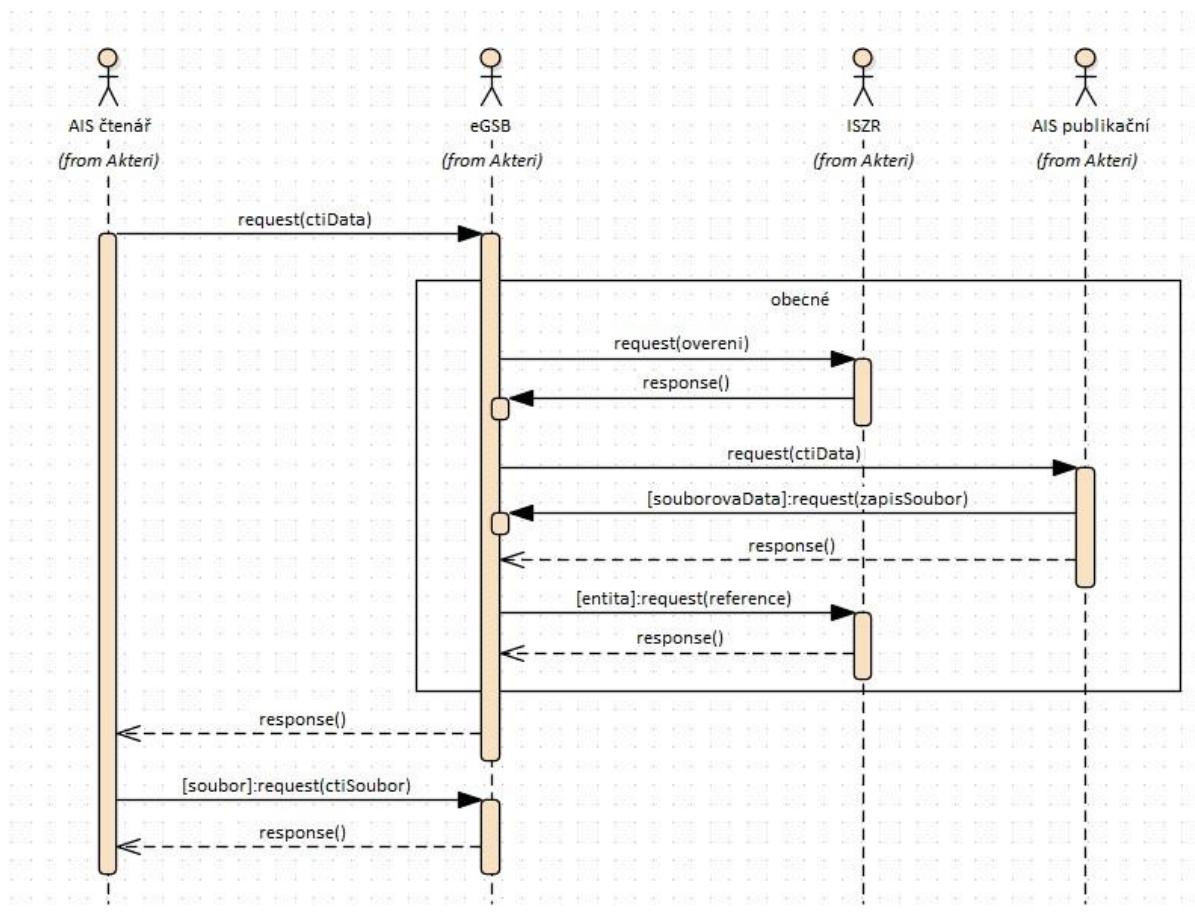 AIS čtenář
eGSB
ISZR
AIS publikační
(from Akteri)
(from Akteri)
(from Akteri)
(from Akteri)
request(ctiData)
obecné
request(overeni)
response()
request(ctiData)
[souborovaData]:request(zapisSoubor)
response()
[entita]:request(reference)
response()
response()
[soubor]:request(ctiSoubor)
response()